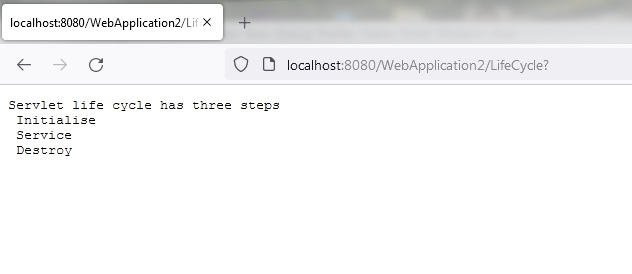 localhost:8080/WebApplication2/Lif
localhost:8080/WebApplication2/LifeCycle?
Servlet life cycle has three steps
Initialise
Service
Destroy